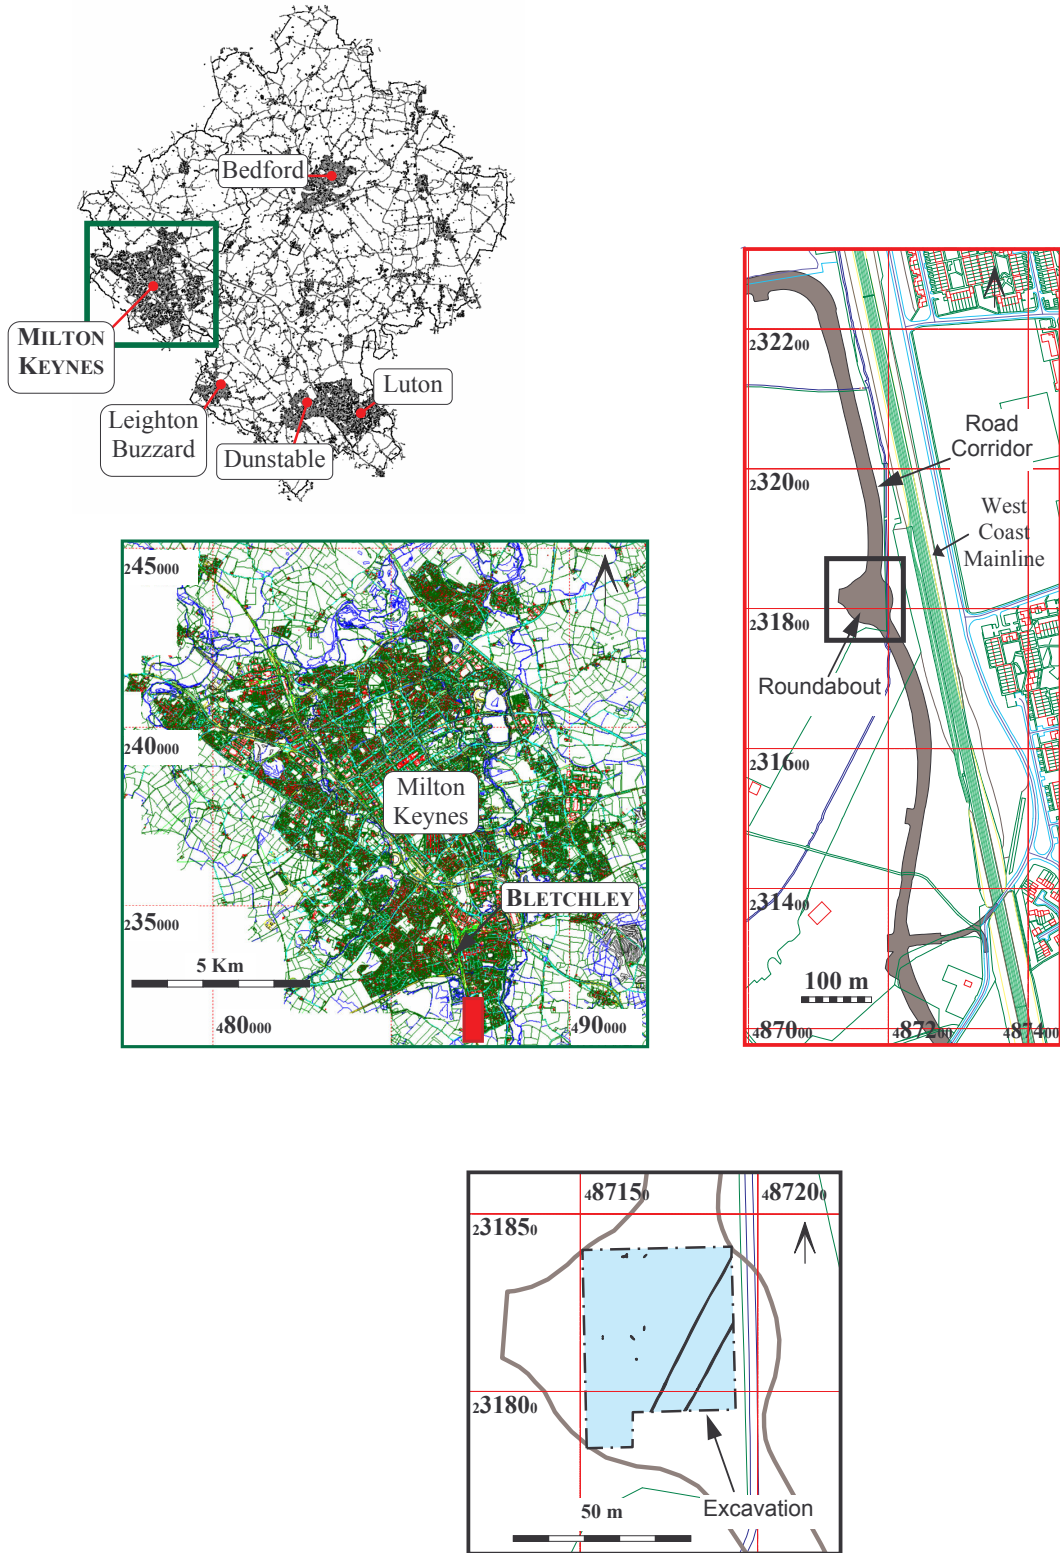 Bedford
MILTON
KEYNES
Leighton
Buzzard
Luton
Dunstable
245000
240000
Milton
Keynes
BLETCHLEY
235000
5 Km
480000
490000
232200
Road
Corridor
232000
West
Coast
Mainline
231800
Roundabout
231600
231400
100 m
487000
487200
487400
487150
487200
231850
231800
Excavation
50 m